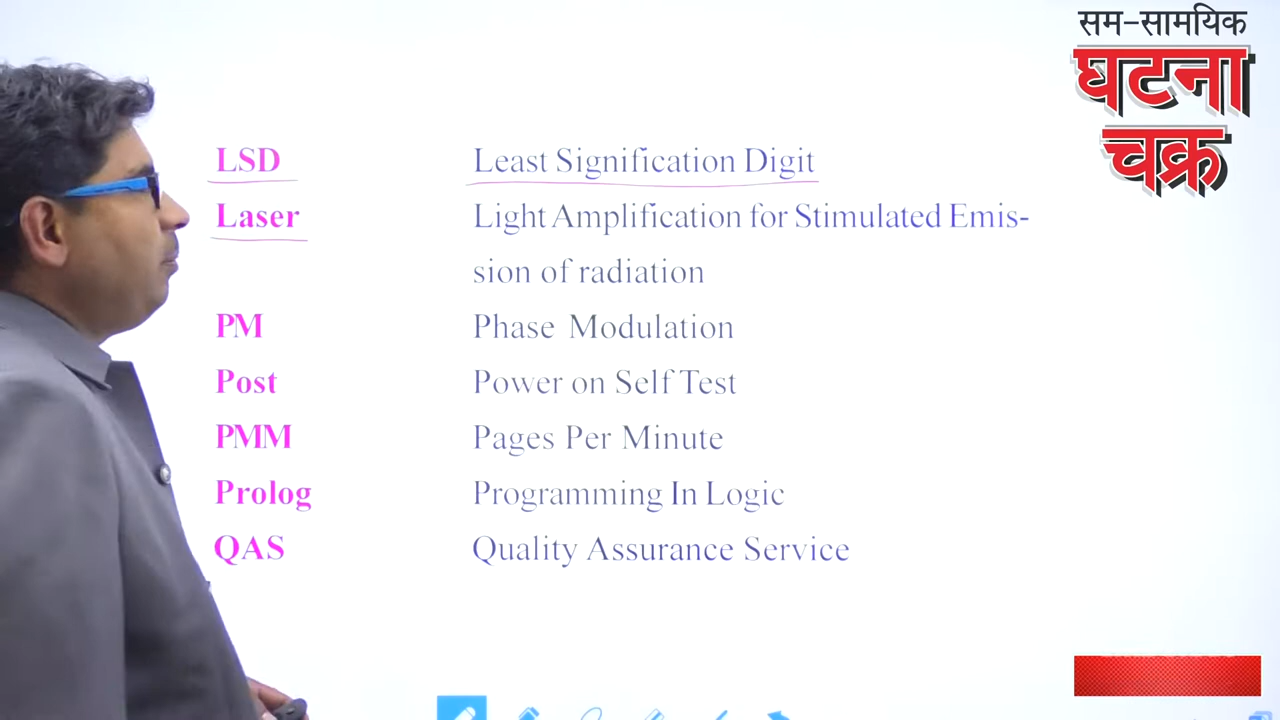 सम-सामयिक
घटना
चक्र
LSD Least Signification Digit
Laser Light Amplification for Stimulated Emis-
sion of radiation
PM Phase Modulation
Post Power on Self Test
PMM Pages Per Minute
Prolog Programming In Logic
QAS Quality Assurance Service